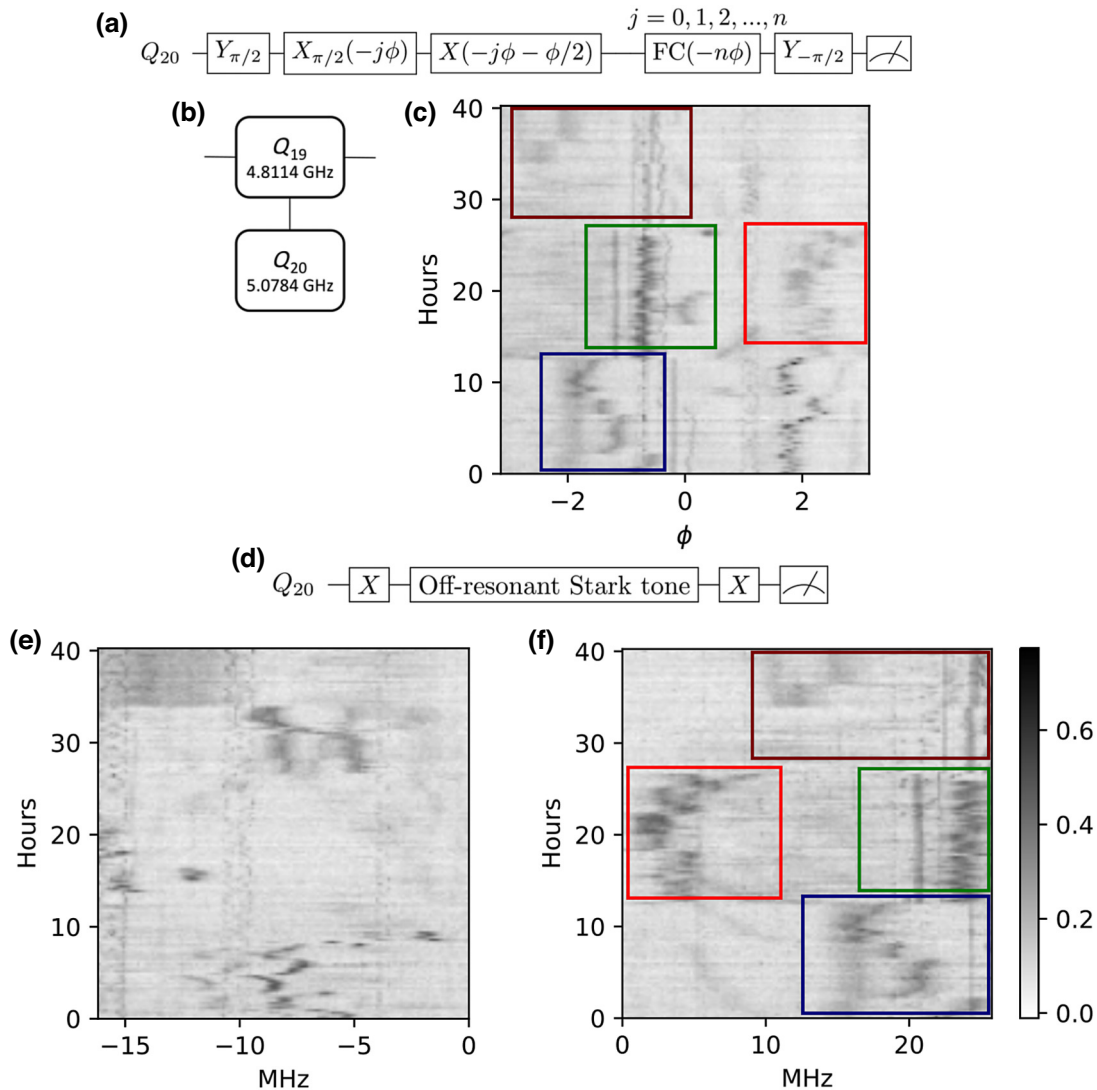 (a)
j = 0, 1, 2, ..., n
Q₂₀ Y_{π/2} X_{π/2}(−jϕ) X(−jϕ − ϕ/2) FC(−nϕ) Y_{−π/2}
(b)
Q₁₉
4.8114 GHz
Q₂₀
5.0784 GHz
(c)
40
30
20
10
0
Hours
−2 0 2
ϕ
(d)
Q₂₀ X Off-resonant Stark tone X
(e)
40
30
20
10
0
Hours
−15 −10 −5 0
MHz
(f)
40
30
20
10
0
Hours
0 10 20
MHz
0.6
0.4
0.2
0.0